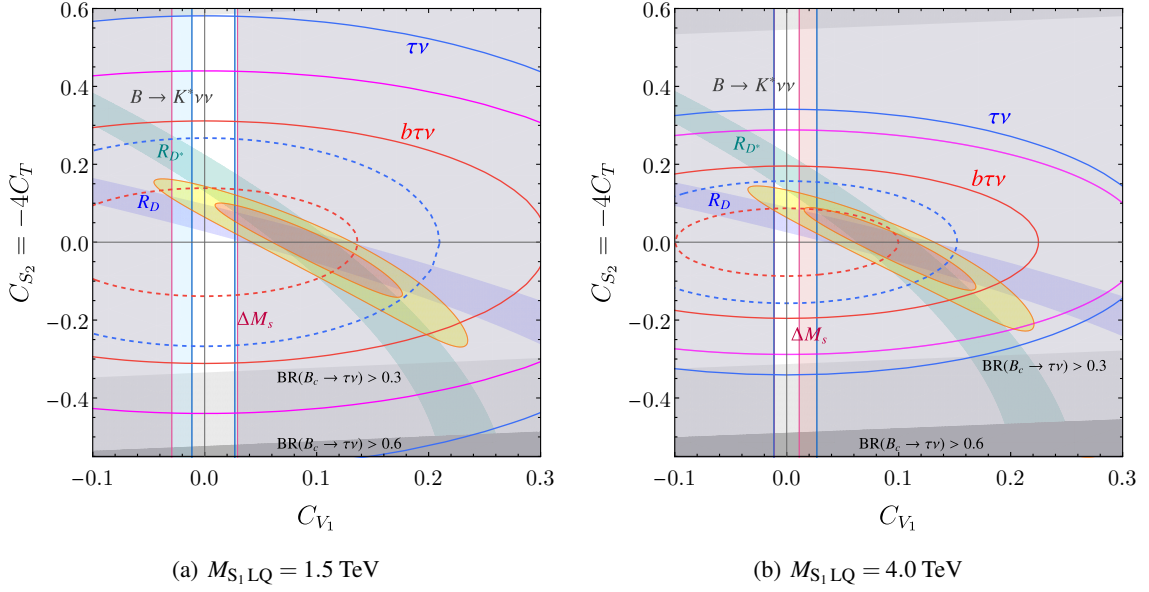 0.6
0.4
0.2
0.0
−0.2
−0.4
C_{S_2} = −4C_T
τν
B → K^*νν
bτν
R_{D^*}
R_D
ΔM_s
BR(B_c → τν) > 0.3
BR(B_c → τν) > 0.6
−0.1 0.0 0.1 0.2 0.3
C_{V_1}
(a) M_{S_1 LQ} = 1.5 TeV
0.6
0.4
0.2
0.0
−0.2
−0.4
C_{S_2} = −4C_T
B → K^*νν
τν
R_{D^*}
bτν
R_D
ΔM_s
BR(B_c → τν) > 0.3
BR(B_c → τν) > 0.6
−0.1 0.0 0.1 0.2 0.3
C_{V_1}
(b) M_{S_1 LQ} = 4.0 TeV